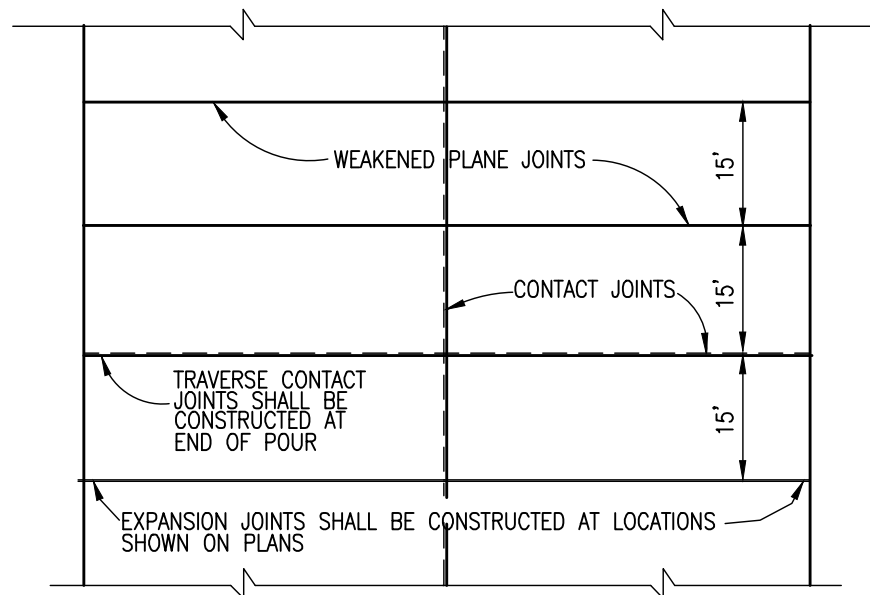 WEAKENED PLANE JOINTS
15'
15'
CONTACT JOINTS
TRAVERSE CONTACT
JOINTS SHALL BE
CONSTRUCTED AT
END OF POUR
15'
EXPANSION JOINTS SHALL BE CONSTRUCTED AT LOCATIONS
SHOWN ON PLANS